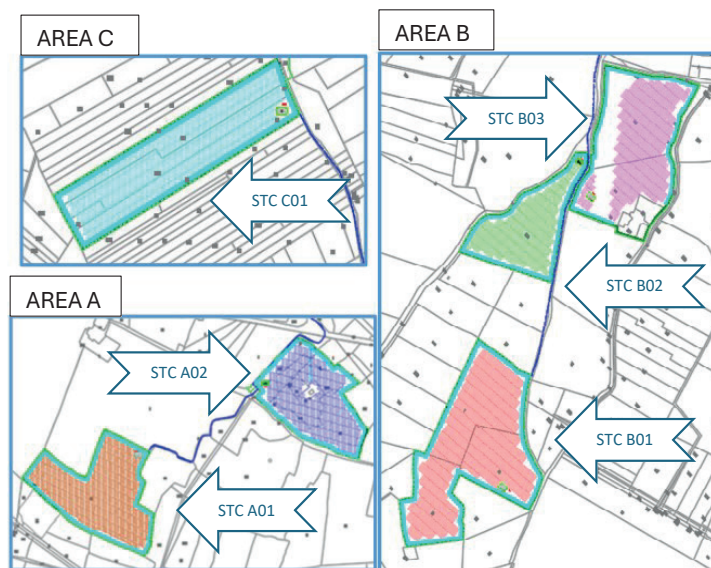 AREA C
STC C01
AREA A
STC A02
STC A01
AREA B
STC B03
STC B02
STC B01